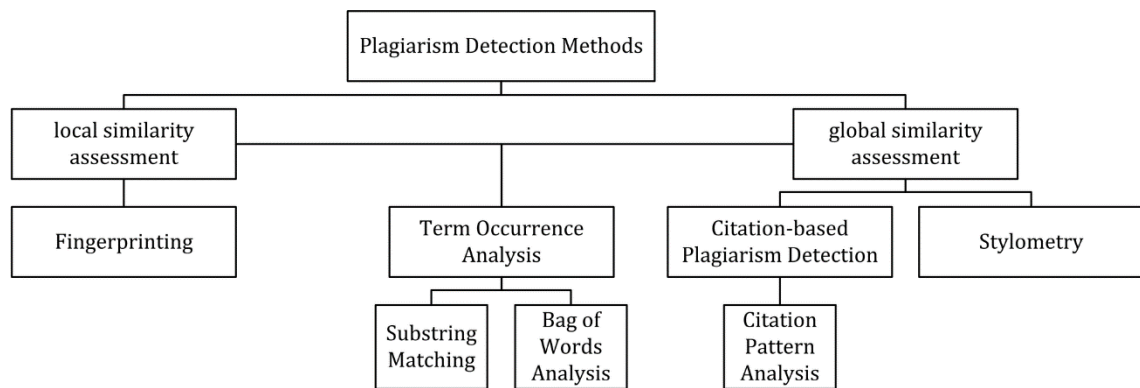 Plagiarism Detection Methods
local similarity
assessment
global similarity
assessment
Fingerprinting
Term Occurrence
Analysis
Citation-based
Plagiarism Detection
Stylometry
Substring
Matching
Bag of
Words
Analysis
Citation
Pattern
Analysis